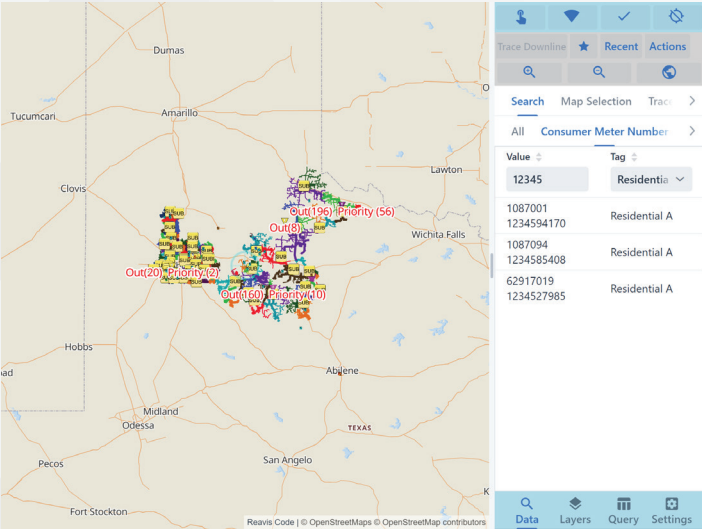 Dumas
Tucumcari
Amarillo
Clovis
Lawton
Wichita Falls
SUB
Out(196) Priority (56)
Out(8)
Out(20) Priority (2)
Out(160) Priority (10)
Hobbs
Abilene
Midland
Odessa
TEXAS
San Angelo
Pecos
Fort Stockton
Reavis Code | © OpenStreetMaps © OpenStreetMap contributors
Trace Downline Recent Actions
Search Map Selection Trac
All Consumer Meter Number
Value Tag
12345 Residentia
1087001
1234594170 Residential A
1087094
1234585408 Residential A
62917019
1234527985 Residential A
Data Layers Query Settings